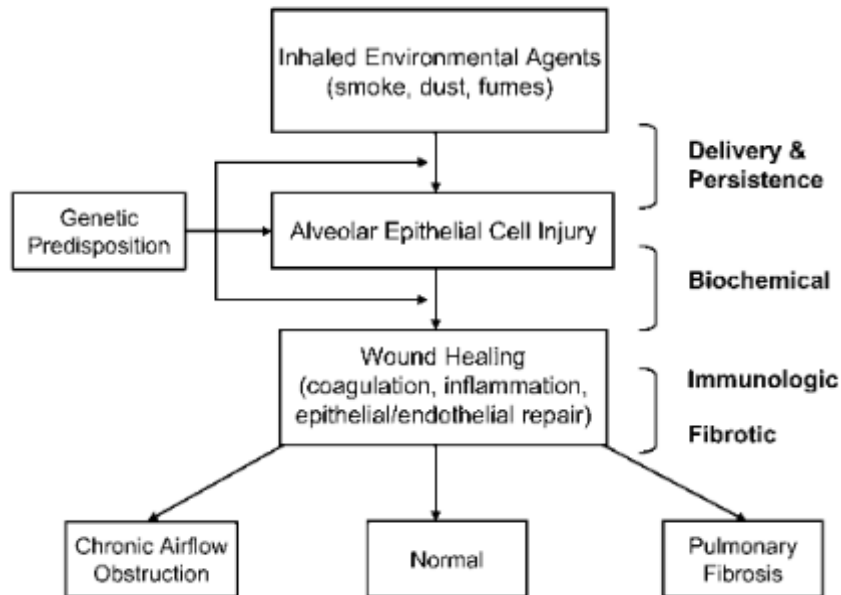 Inhaled Environmental Agents
(smoke, dust, fumes)
Delivery &
Persistence
Genetic
Predisposition
Alveolar Epithelial Cell Injury
Biochemical
Wound Healing
(coagulation, inflammation,
epithelial/endothelial repair)
Immunologic
Fibrotic
Chronic Airflow
Obstruction
Normal
Pulmonary
Fibrosis